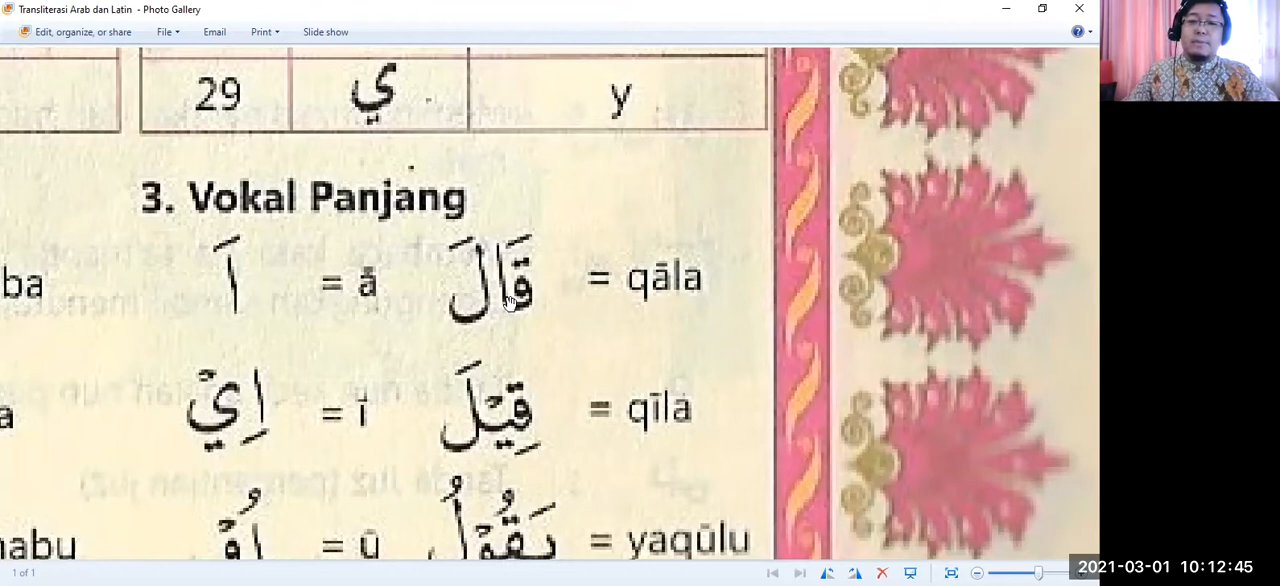 Transliterasi Arab dan Latin - Photo Gallery
Edit, organize, or share File Email Print Slide show
29 ي y
3. Vokal Panjang
ba اَ = ā قَالَ = qāla
a اِيْ = ī قِيْلَ = qīla
habu اُوْ = ū يَقُوْلُ = yaqūlu
1 of 1
2021-03-01 10:12:45